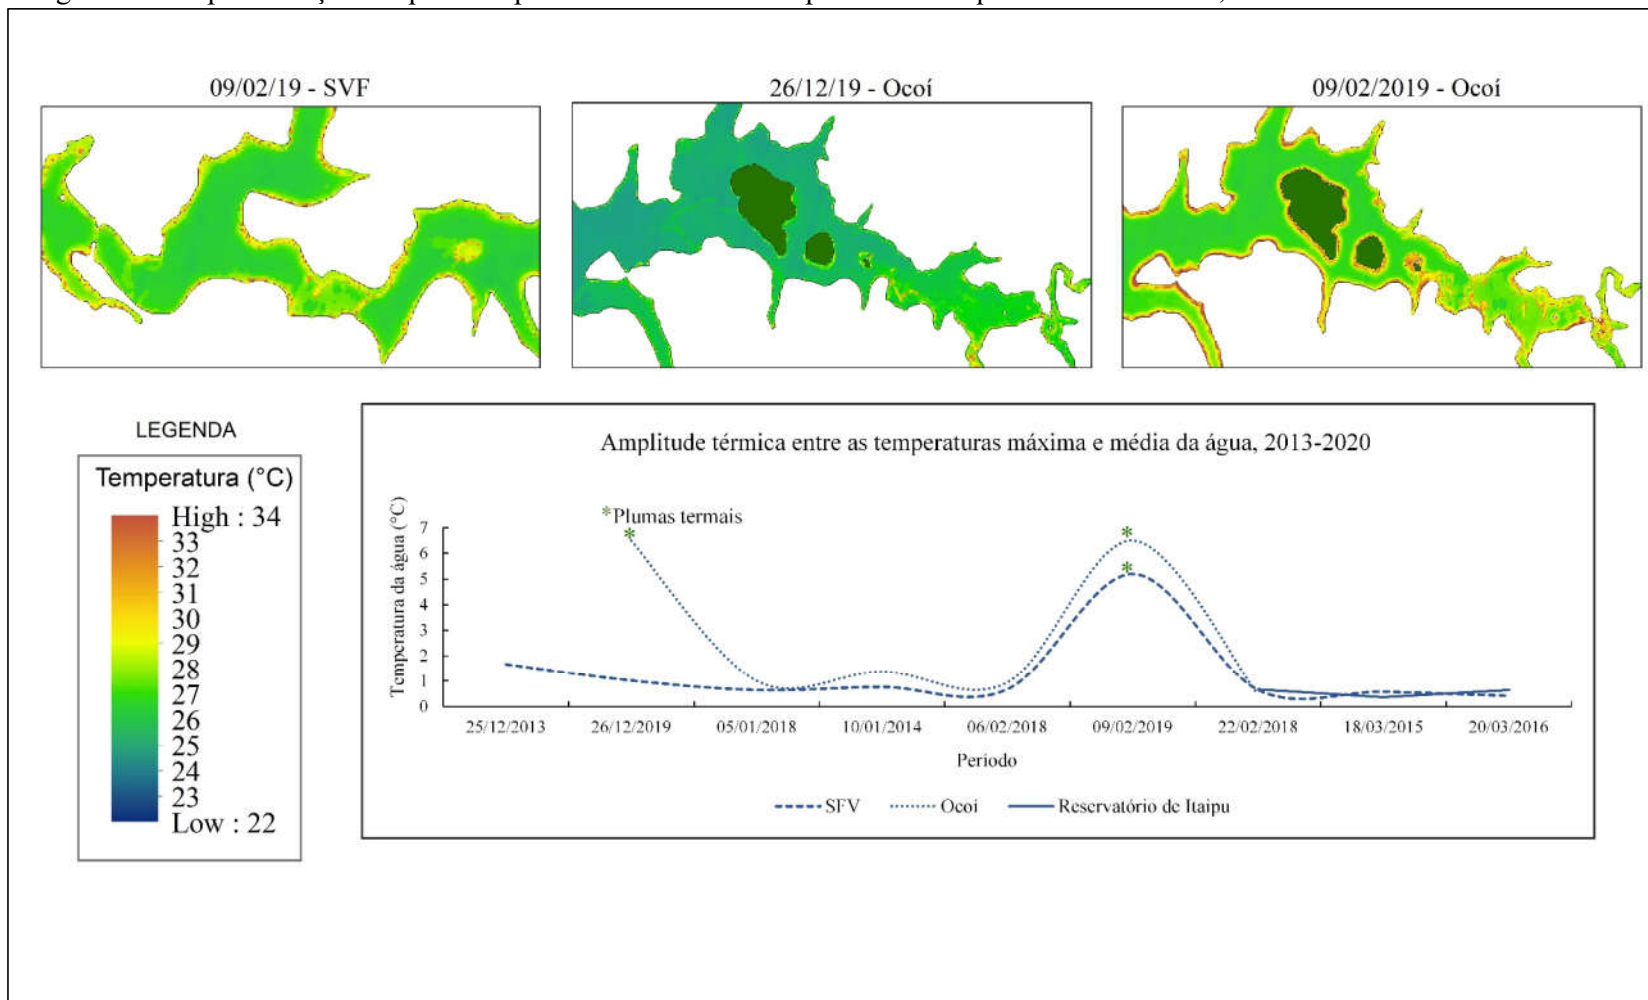 09/02/19 - SVF
26/12/19 - Ocoí
09/02/2019 - Ocoí
LEGENDA
Temperatura (°C)
High : 34
33
32
31
30
29
28
27
26
25
24
23
Low : 22
Amplitude térmica entre as temperaturas máxima e média da água, 2013-2020
*Plumas termais
Temperatura da água (°C)
7
6
5
4
3
2
1
0
25/12/2013 26/12/2019 05/01/2018 10/01/2014 06/02/2018 09/02/2019 22/02/2018 18/03/2015 20/03/2016
Período
SFV Ocoí Reservatório de Itaipu